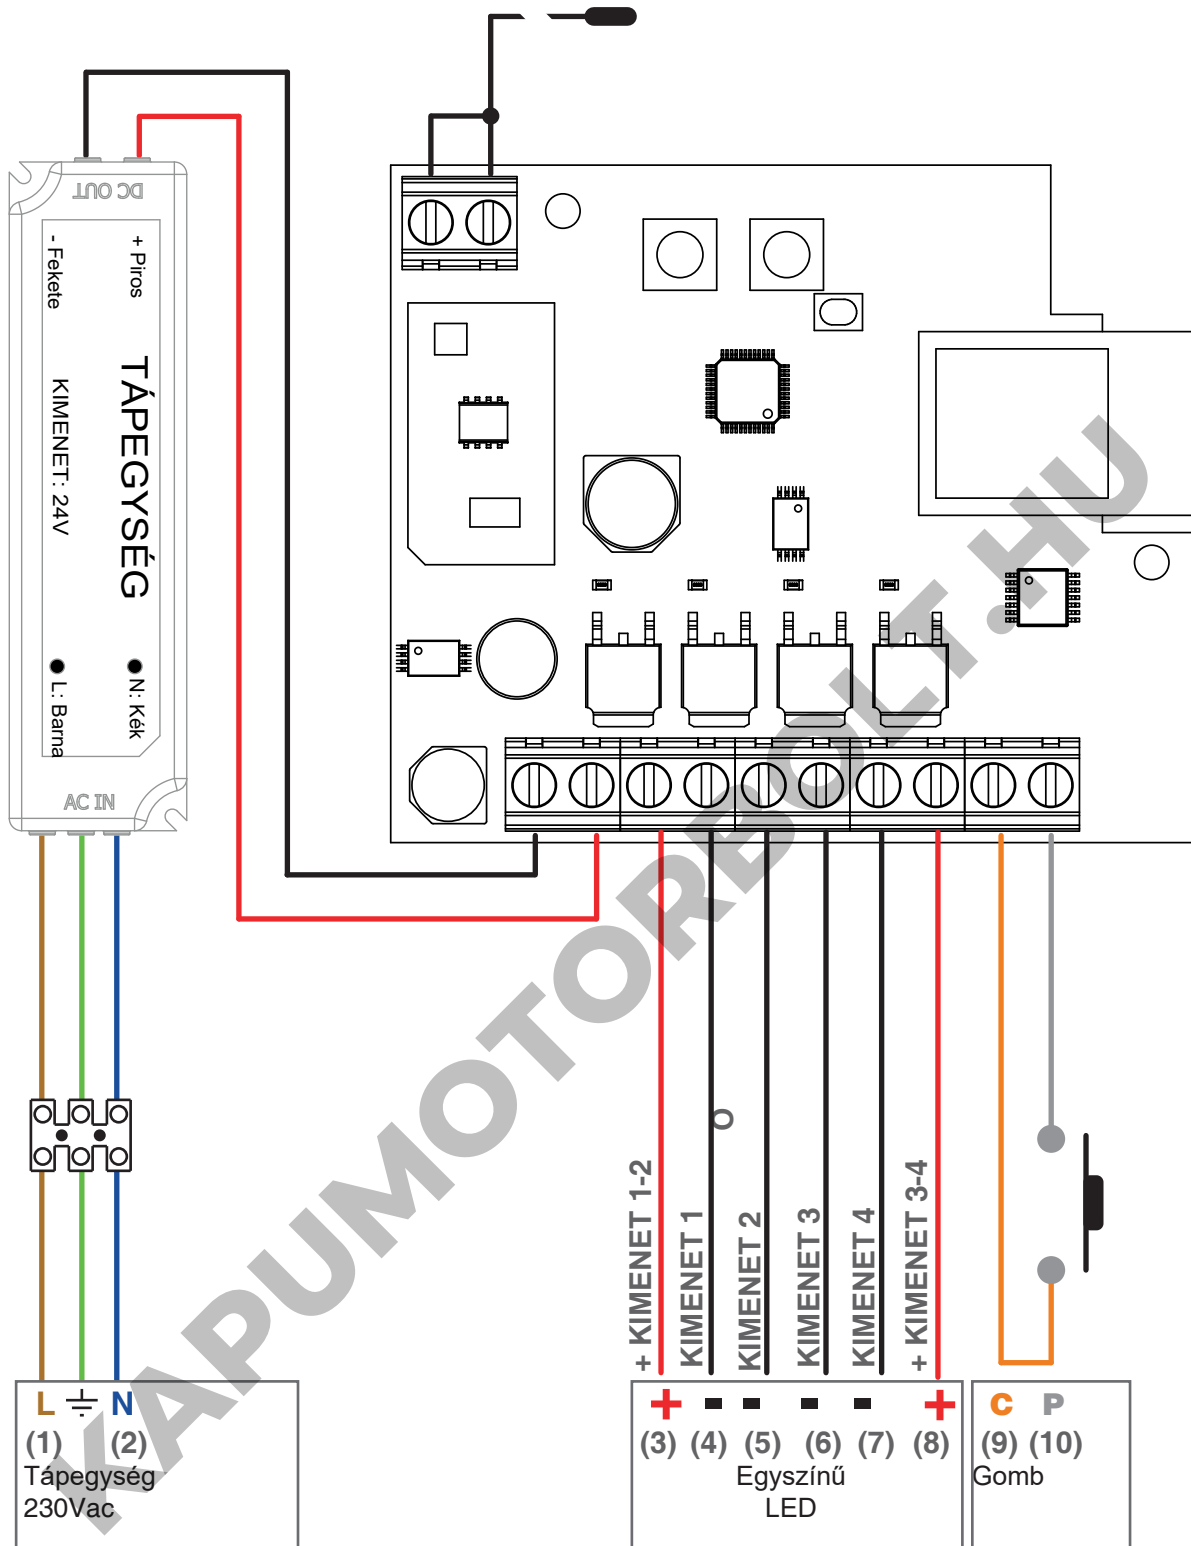 DC OUT
+ Piros
- Fekete
TÁPEGYSÉG
KIMENET: 24V
N: Kék
L: Barna
AC IN
+ KIMENET 1-2
KIMENET 1
O
KIMENET 2
KIMENET 3
KIMENET 4
+ KIMENET 3-4
L N
(1) (2)
Tápegység
230Vac
+ - - - - +
(3) (4) (5) (6) (7) (8)
Egyszínű
LED
C P
(9) (10)
Gomb
KAPUMOTORBOLT.HU